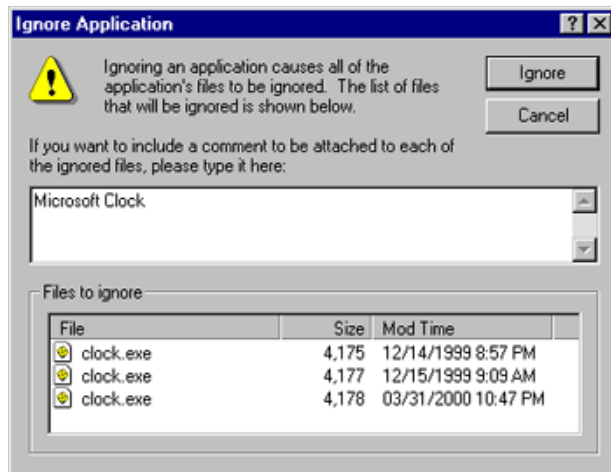 Ignore Application
Ignoring an application causes all of the
application's files to be ignored. The list of files
that will be ignored is shown below.
Ignore
Cancel
If you want to include a comment to be attached to each of
the ignored files, please type it here:
Microsoft Clock
Files to ignore
File Size Mod Time
clock.exe 4,175 12/14/1999 8:57 PM
clock.exe 4,177 12/15/1999 9:09 AM
clock.exe 4,178 03/31/2000 10:47 PM